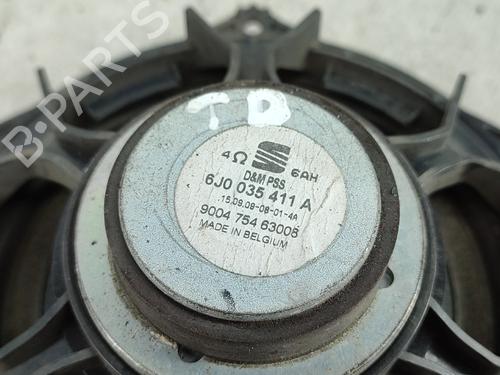 B-PARTS
TD
4Ω 6AH
D&M PSS
6J0 035 411 A
.15.09.09-08-01-4A
9004 754 63008
MADE IN BELGIUM